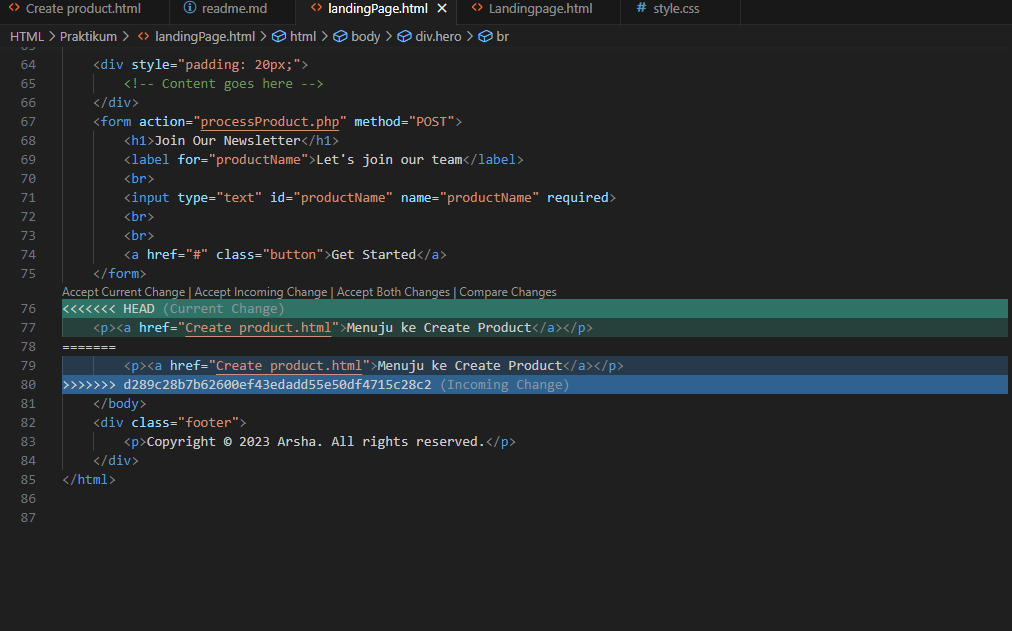 Create product.html readme.md landingPage.html Landingpage.html style.css
HTML > Praktikum > landingPage.html > html > body > div.hero > br
64 <div style="padding: 20px;">
65 <!-- Content goes here -->
66 </div>
67 <form action="processProduct.php" method="POST">
68 <h1>Join Our Newsletter</h1>
69 <label for="productName">Let's join our team</label>
70 <br>
71 <input type="text" id="productName" name="productName" required>
72 <br>
73 <br>
74 <a href="#" class="button">Get Started</a>
75 </form>
Accept Current Change | Accept Incoming Change | Accept Both Changes | Compare Changes
76 <<<<<<< HEAD (Current Change)
77 <p><a href="Create product.html">Menuju ke Create Product</a></p>
78 =======
79 <p><a href="Create product.html">Menuju ke Create Product</a></p>
80 >>>>>>> d289c28b7b62600ef43edadd55e50df4715c28c2 (Incoming Change)
81 </body>
82 <div class="footer">
83 <p>Copyright © 2023 Arsha. All rights reserved.</p>
84 </div>
85 </html>
86
87